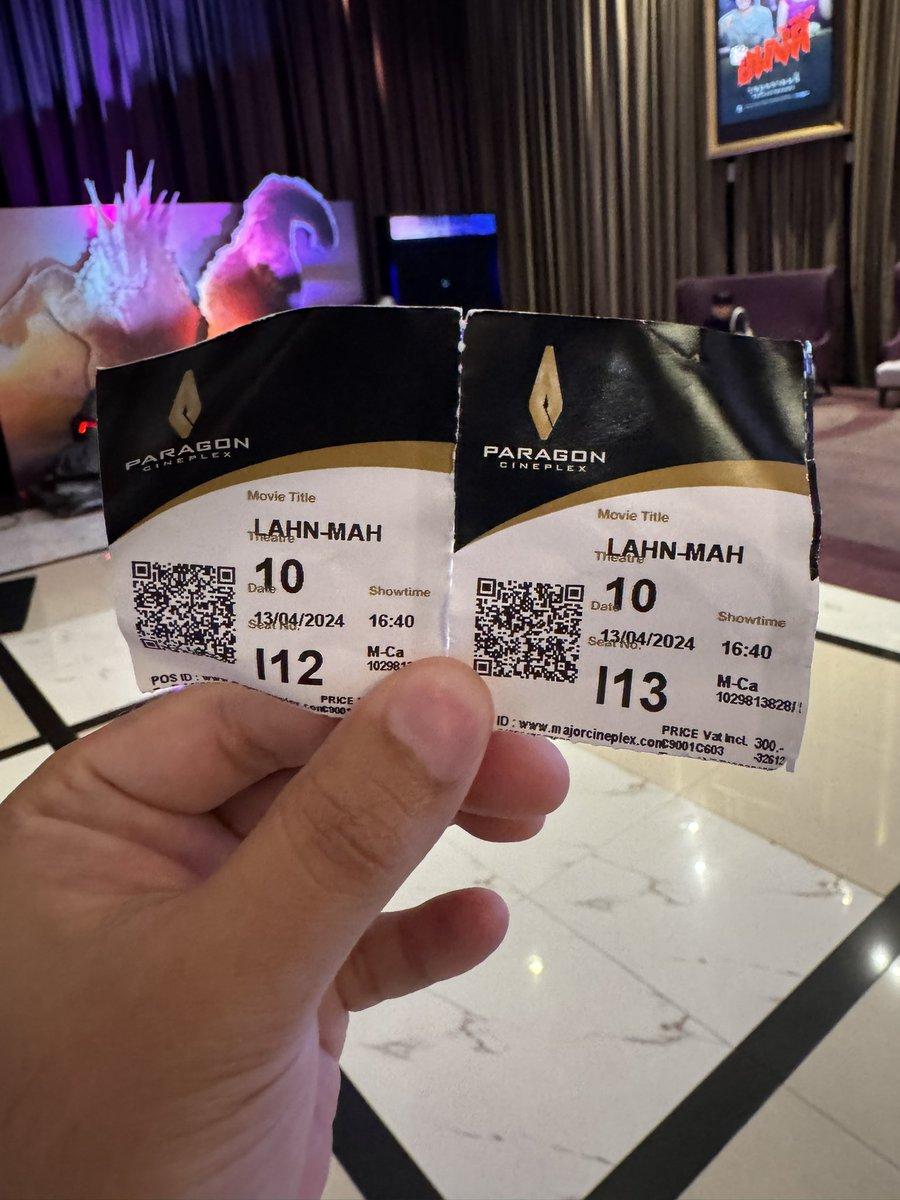 PARAGON
CINEPLEX
Movie Title
LAHN-MAH
Theatre
10
Date
Showtime
13/04/2024
16:40
Seat No.
I12
M-Ca
POS ID : www.
PRICE
PARAGON
CINEPLEX
Movie Title
LAHN-MAH
Theatre
10
Date
Showtime
13/04/2024
16:40
Seat No.
I13
M-Ca
ID : www.majorcineplex.com
C9001C603
PRICE Vat Incl. 300.-